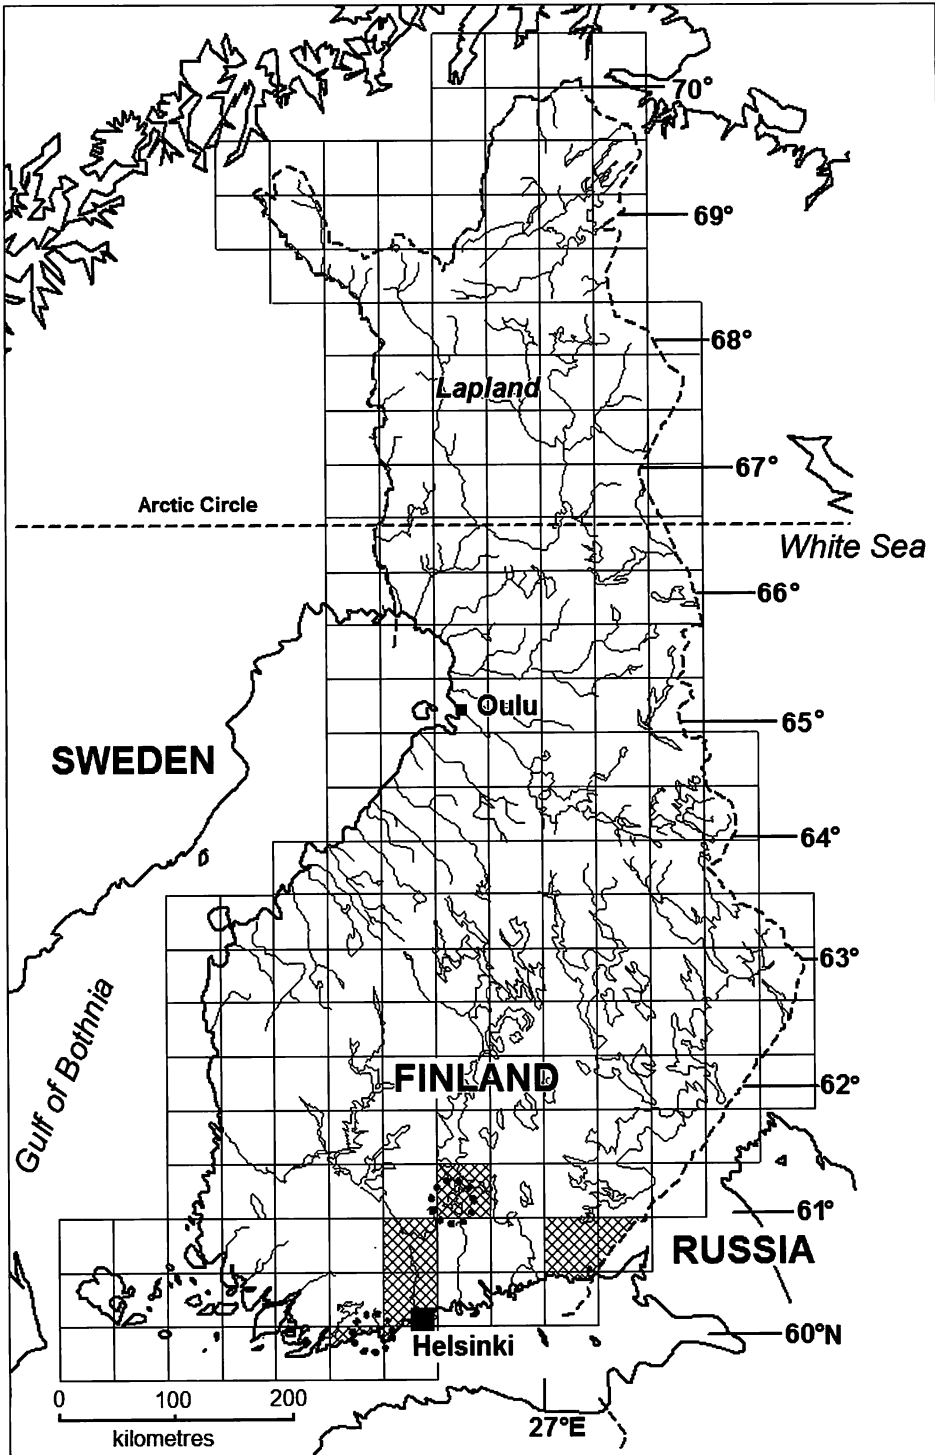 70°
69°
68°
Lapland
67°
Arctic Circle
White Sea
66°
Oulu
65°
SWEDEN
64°
63°
Gulf of Bothnia
FINLAND
62°
61°
RUSSIA
60°N
Helsinki
0 100 200
kilometres
27°E